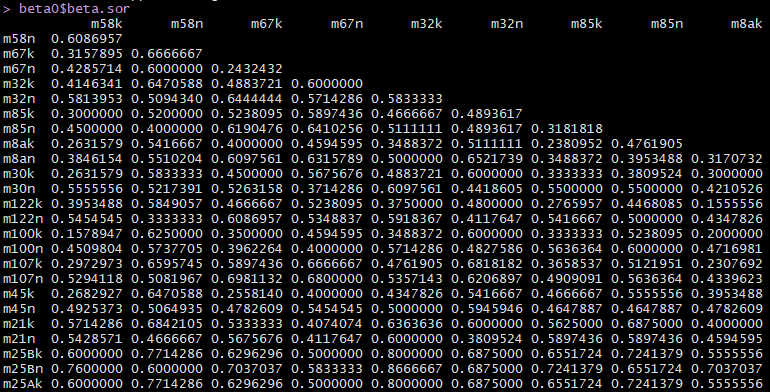 > beta0$beta.sor
m58k m58n m67k m67n m32k m32n m85k m85n m8ak
m58n 0.6086957
m67k 0.3157895 0.6666667
m67n 0.4285714 0.6000000 0.2432432
m32k 0.4146341 0.6470588 0.4883721 0.6000000
m32n 0.5813953 0.5094340 0.6444444 0.5714286 0.5833333
m85k 0.3000000 0.5200000 0.5238095 0.5897436 0.4666667 0.4893617
m85n 0.4500000 0.4000000 0.6190476 0.6410256 0.5111111 0.4893617 0.3181818
m8ak 0.2631579 0.5416667 0.4000000 0.4594595 0.3488372 0.5111111 0.2380952 0.4761905
m8an 0.3846154 0.5510204 0.6097561 0.6315789 0.5000000 0.6521739 0.3488372 0.3953488 0.3170732
m30k 0.2631579 0.5833333 0.4500000 0.5675676 0.4883721 0.6000000 0.3333333 0.3809524 0.3000000
m30n 0.5555556 0.5217391 0.5263158 0.3714286 0.6097561 0.4418605 0.5500000 0.5500000 0.4210526
m122k 0.3953488 0.5849057 0.4666667 0.5238095 0.3750000 0.4800000 0.2765957 0.4468085 0.1555556
m122n 0.5454545 0.3333333 0.6086957 0.5348837 0.5918367 0.4117647 0.5416667 0.5000000 0.4347826
m100k 0.1578947 0.6250000 0.3500000 0.4594595 0.3488372 0.6000000 0.3333333 0.5238095 0.2000000
m100n 0.4509804 0.5737705 0.3962264 0.4000000 0.5714286 0.4827586 0.5636364 0.6000000 0.4716981
m107k 0.2972973 0.6595745 0.5897436 0.6666667 0.4761905 0.6818182 0.3658537 0.5121951 0.2307692
m107n 0.5294118 0.5081967 0.6981132 0.6800000 0.5357143 0.6206897 0.4909091 0.5636364 0.4339623
m45k 0.2682927 0.6470588 0.2558140 0.4000000 0.4347826 0.5416667 0.4666667 0.5555556 0.3953488
m45n 0.4925373 0.5064935 0.4782609 0.5454545 0.5000000 0.5945946 0.4647887 0.4647887 0.4782609
m21k 0.5714286 0.6842105 0.5333333 0.4074074 0.6363636 0.6000000 0.5625000 0.6875000 0.4000000
m21n 0.5428571 0.4666667 0.5675676 0.4117647 0.6000000 0.3809524 0.5897436 0.5897436 0.4594595
m25Bk 0.6000000 0.7714286 0.6296296 0.5000000 0.8000000 0.6875000 0.6551724 0.7241379 0.5555556
m25Bn 0.7600000 0.6000000 0.7037037 0.5833333 0.8666667 0.6875000 0.7241379 0.6551724 0.7037037
m25Ak 0.6000000 0.7714286 0.6296296 0.5000000 0.8000000 0.6875000 0.6551724 0.7241379 0.5555556